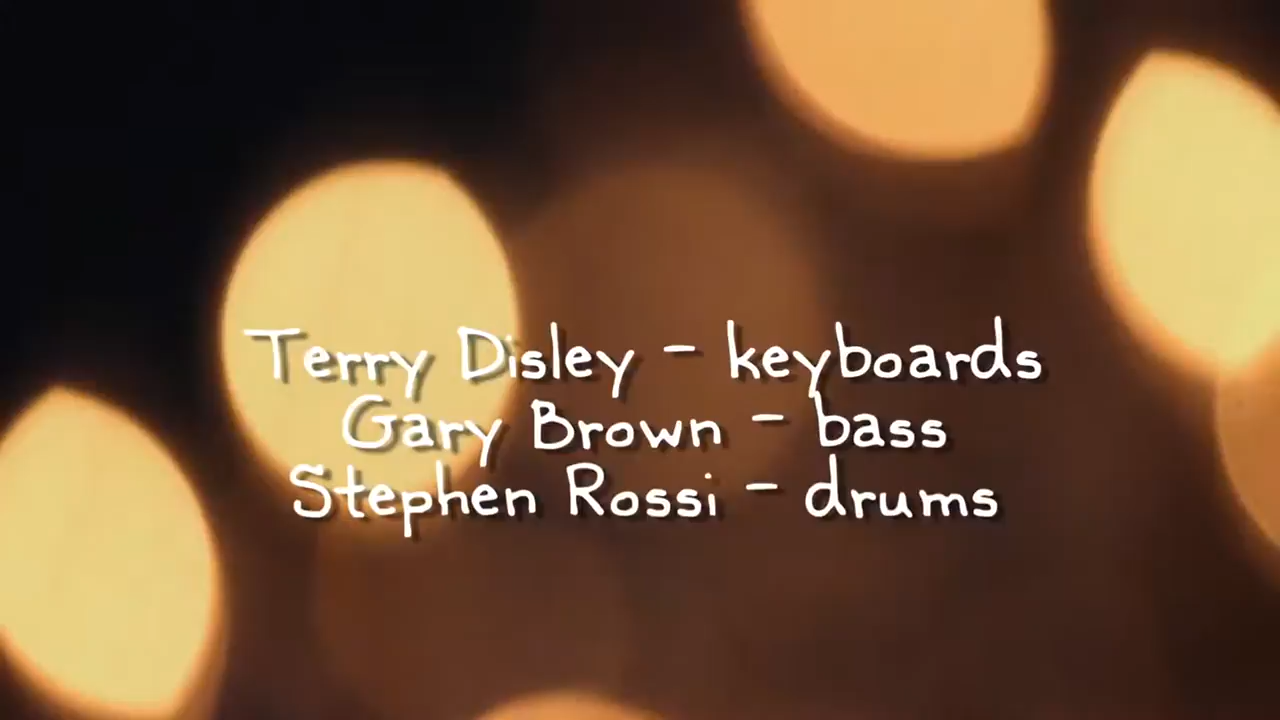 Terry Disley - keyboards
Gary Brown - bass
Stephen Rossi - drums